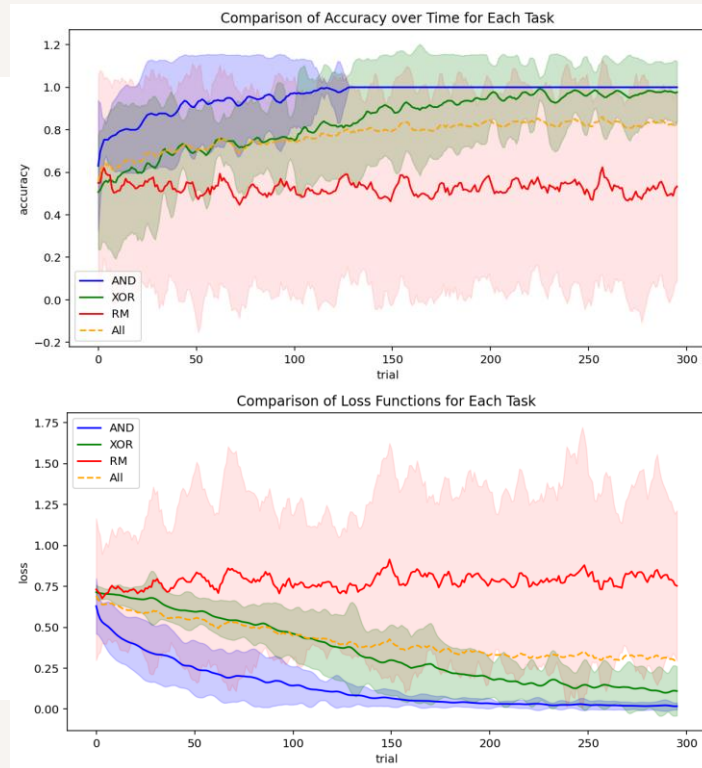 Comparison of Accuracy over Time for Each Task
1.2
1.0
0.8
0.6
0.4
0.2
0.0
−0.2
accuracy
AND
XOR
RM
All
0 50 100 150 200 250 300
trial
Comparison of Loss Functions for Each Task
1.75
1.50
1.25
1.00
0.75
0.50
0.25
0.00
loss
AND
XOR
RM
All
0 50 100 150 200 250 300
trial